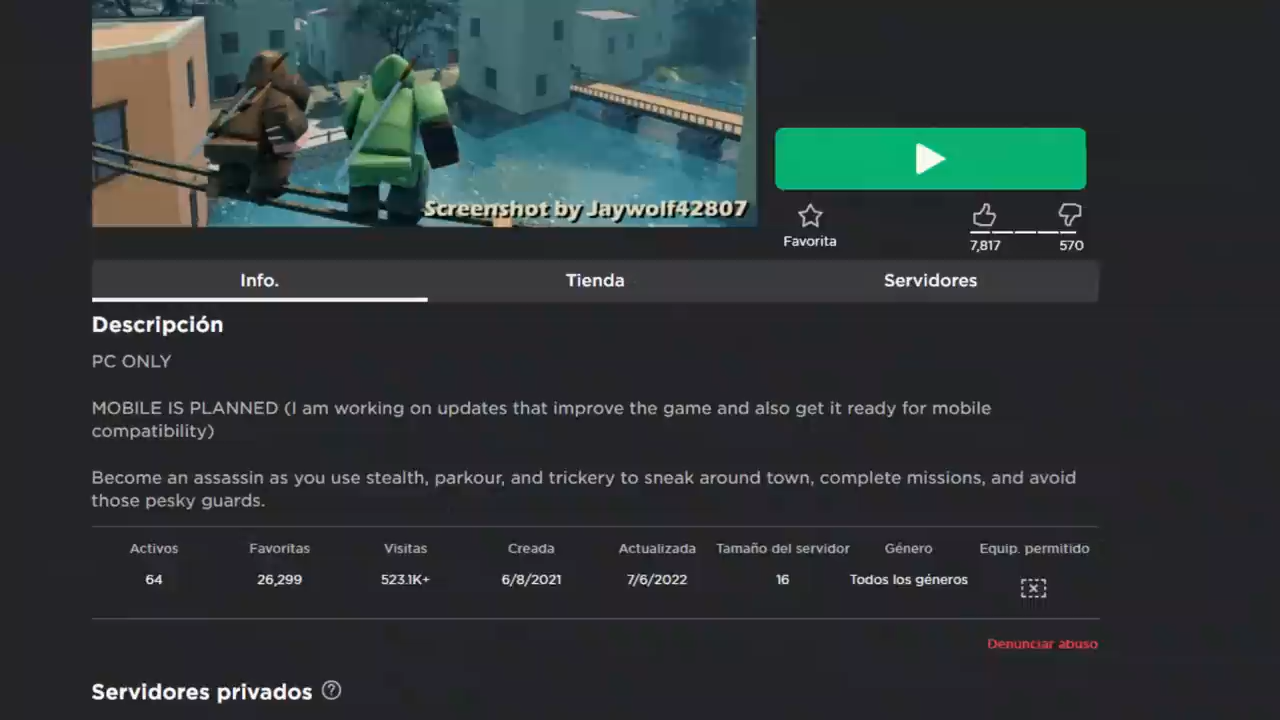 Screenshot by Jaywolf42807
Favorita
7,817
570
Info.
Tienda
Servidores
Descripción
PC ONLY
MOBILE IS PLANNED (I am working on updates that improve the game and also get it ready for mobile
compatibility)
Become an assassin as you use stealth, parkour, and trickery to sneak around town, complete missions, and avoid
those pesky guards.
Activos
Favoritas
Visitas
Creada
Actualizada
Tamaño del servidor
Género
Equip. permitido
64
26,299
523.1K+
6/8/2021
7/6/2022
16
Todos los géneros
Denunciar abuso
Servidores privados